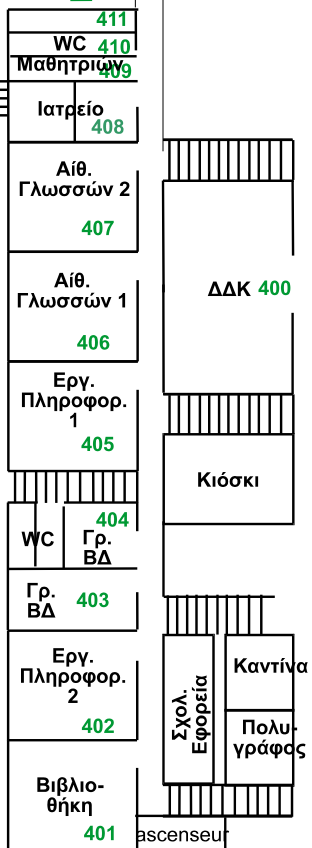 411
WC 410
Μαθητριών
409
Ιατρείο
408
Αίθ.
Γλωσσών 2
407
Αίθ.
Γλωσσών 1
406
Εργ.
Πληροφορ.
1
405
404
WC Γρ.
ΒΔ
Γρ.
ΒΔ 403
Εργ.
Πληροφορ.
2
402
Βιβλιο-
θήκη
401
ascenseur
ΔΔΚ 400
Κιόσκι
Σχολ.
Εφορεία
Καντίνα
Πολυ-
γράφος